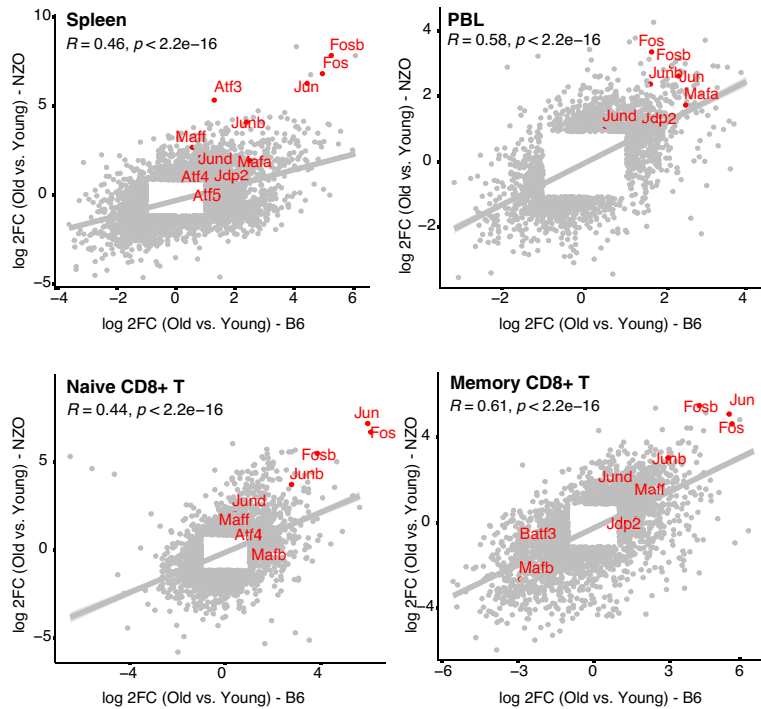 Spleen
R = 0.46, p < 2.2e−16
10
5
0
−5
−4
−2
0
2
4
6
log 2FC (Old vs. Young) - NZO
log 2FC (Old vs. Young) - B6
Fosb
Fos
Jun
Atf3
Junb
Maff
Jund
Mafa
Atf4
Jdp2
Atf5
PBL
R = 0.58, p < 2.2e−16
4
2
0
−2
−2
0
2
4
log 2FC (Old vs. Young) - NZO
log 2FC (Old vs. Young) - B6
Fos
Fosb
Junb
Jun
Mafa
Jund
Jdp2
Naive CD8+ T
R = 0.44, p < 2.2e−16
5
0
−5
−4
0
4
log 2FC (Old vs. Young) - NZO
log 2FC (Old vs. Young) - B6
Jun
Fos
Fosb
Junb
Jund
Maff
Atf4
Mafb
Memory CD8+ T
R = 0.61, p < 2.2e−16
4
0
−4
−6
−3
0
3
6
log 2FC (Old vs. Young) - NZO
log 2FC (Old vs. Young) - B6
Jun
Fosb
Fos
Junb
Jund
Maff
Jdp2
Batf3
Mafb